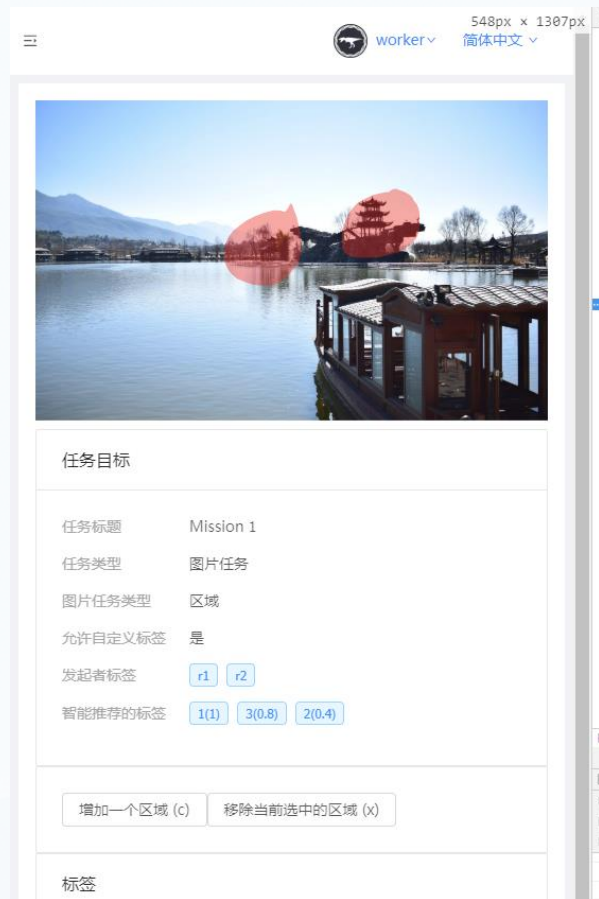 548px × 1307px
worker 简体中文
任务目标
任务标题 Mission 1
任务类型 图片任务
图片任务类型 区域
允许自定义标签 是
发起者标签 r1 r2
智能推荐的标签 1(1) 3(0.8) 2(0.4)
增加一个区域 (c) 移除当前选中的区域 (x)
标签